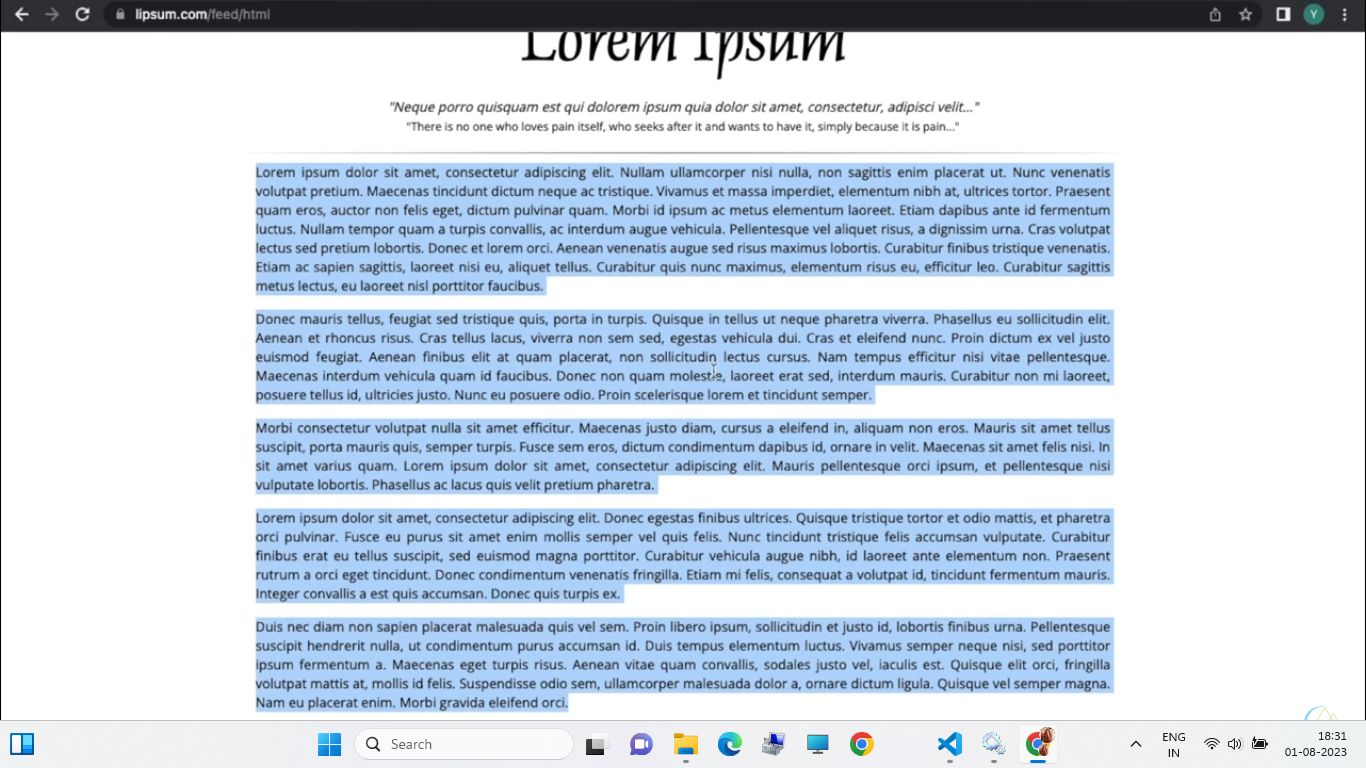 lipsum.com/feed/html
Y
Lorem Ipsum
"Neque porro quisquam est qui dolorem ipsum quia dolor sit amet, consectetur, adipisci velit..."
"There is no one who loves pain itself, who seeks after it and wants to have it, simply because it is pain..."
Lorem ipsum dolor sit amet, consectetur adipiscing elit. Nullam ullamcorper nisi nulla, non sagittis enim placerat ut. Nunc venenatis
volutpat pretium. Maecenas tincidunt dictum neque ac tristique. Vivamus et massa imperdiet, elementum nibh at, ultrices tortor. Praesent
quam eros, auctor non felis eget, dictum pulvinar quam. Morbi id ipsum ac metus elementum laoreet. Etiam dapibus ante id fermentum
luctus. Nullam tempor quam a turpis convallis, ac interdum augue vehicula. Pellentesque vel aliquet risus, a dignissim urna. Cras volutpat
lectus sed pretium lobortis. Donec et lorem orci. Aenean venenatis augue sed risus maximus lobortis. Curabitur finibus tristique venenatis.
Etiam ac sapien sagittis, laoreet nisi eu, aliquet tellus. Curabitur quis nunc maximus, elementum risus eu, efficitur leo. Curabitur sagittis
metus lectus, eu laoreet nisl porttitor faucibus.
Donec mauris tellus, feugiat sed tristique quis, porta in turpis. Quisque in tellus ut neque pharetra viverra. Phasellus eu sollicitudin elit.
Aenean et rhoncus risus. Cras tellus lacus, viverra non sem sed, egestas vehicula dui. Cras et eleifend nunc. Proin dictum ex vel justo
euismod feugiat. Aenean finibus elit at quam placerat, non sollicitudin lectus cursus. Nam tempus efficitur nisi vitae pellentesque.
Maecenas interdum vehicula quam id faucibus. Donec non quam molestie, laoreet erat sed, interdum mauris. Curabitur non mi laoreet,
posuere tellus id, ultricies justo. Nunc eu posuere odio. Proin scelerisque lorem et tincidunt semper.
Morbi consectetur volutpat nulla sit amet efficitur. Maecenas justo diam, cursus a eleifend in, aliquam non eros. Mauris sit amet tellus
suscipit, porta mauris quis, semper turpis. Fusce sem eros, dictum condimentum dapibus id, ornare in velit. Maecenas sit amet felis nisi. In
sit amet varius quam. Lorem ipsum dolor sit amet, consectetur adipiscing elit. Mauris pellentesque orci ipsum, et pellentesque nisi
vulputate lobortis. Phasellus ac lacus quis velit pretium pharetra.
Lorem ipsum dolor sit amet, consectetur adipiscing elit. Donec egestas finibus ultrices. Quisque tristique tortor et odio mattis, et pharetra
orci pulvinar. Fusce eu purus sit amet enim mollis semper vel quis felis. Nunc tincidunt tristique felis accumsan vulputate. Curabitur
finibus erat eu tellus suscipit, sed euismod magna porttitor. Curabitur vehicula augue nibh, id laoreet ante elementum non. Praesent
rutrum a orci eget tincidunt. Donec condimentum venenatis fringilla. Etiam mi felis, consequat a volutpat id, tincidunt fermentum mauris.
Integer convallis a est quis accumsan. Donec quis turpis ex.
Duis nec diam non sapien placerat malesuada quis vel sem. Proin libero ipsum, sollicitudin et justo id, lobortis finibus urna. Pellentesque
suscipit hendrerit nulla, ut condimentum purus accumsan id. Duis tempus elementum luctus. Vivamus semper neque nisi, sed porttitor
ipsum fermentum a. Maecenas eget turpis risus. Aenean vitae quam convallis, sodales justo vel, iaculis est. Quisque elit orci, fringilla
volutpat mattis at, mollis id felis. Suspendisse odio sem, ullamcorper malesuada dolor a, ornare dictum ligula. Quisque vel semper magna.
Nam eu placerat enim. Morbi gravida eleifend orci.
Search
ENG
IN
18:31
01-08-2023